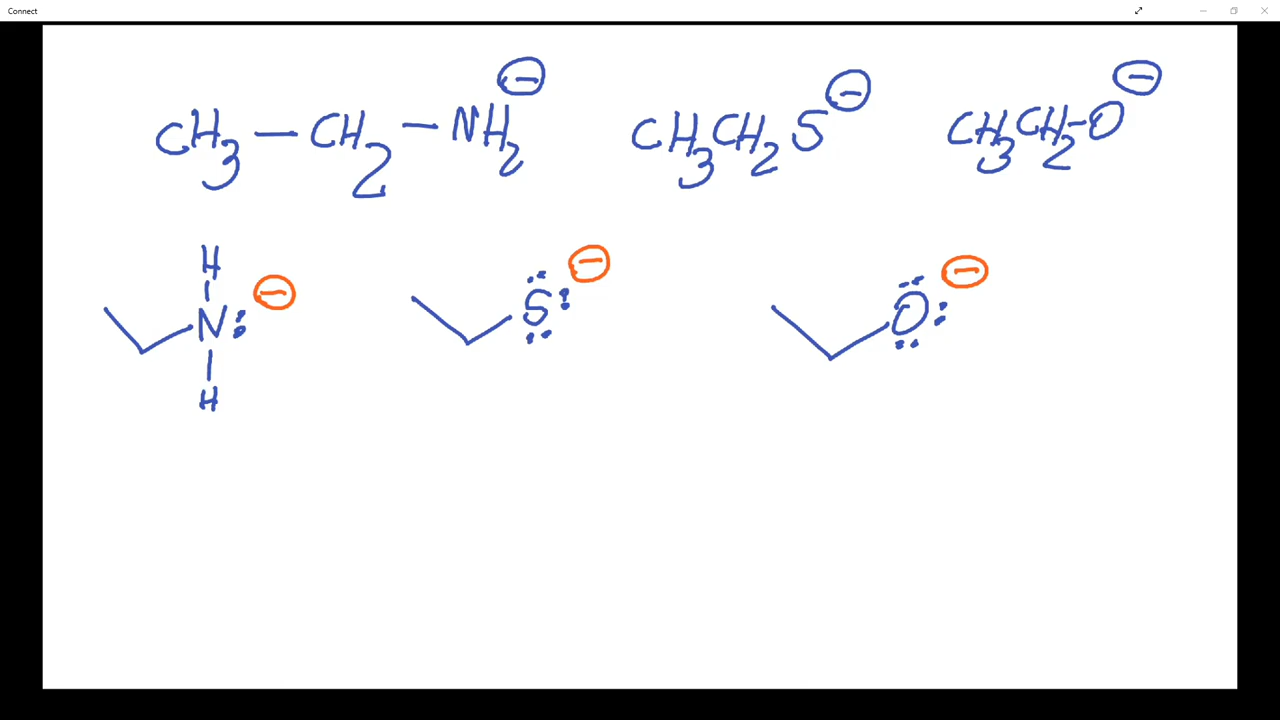 Connect
CH₃—CH₂—NH₂⊖ CH₃CH₂S⊖ CH₃CH₂-O⊖
H
N:⊖ S:⊖ O:⊖
H